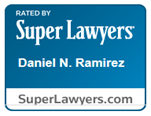 RATED BY
Super Lawyers®
Daniel N. Ramirez
SuperLawyers.com